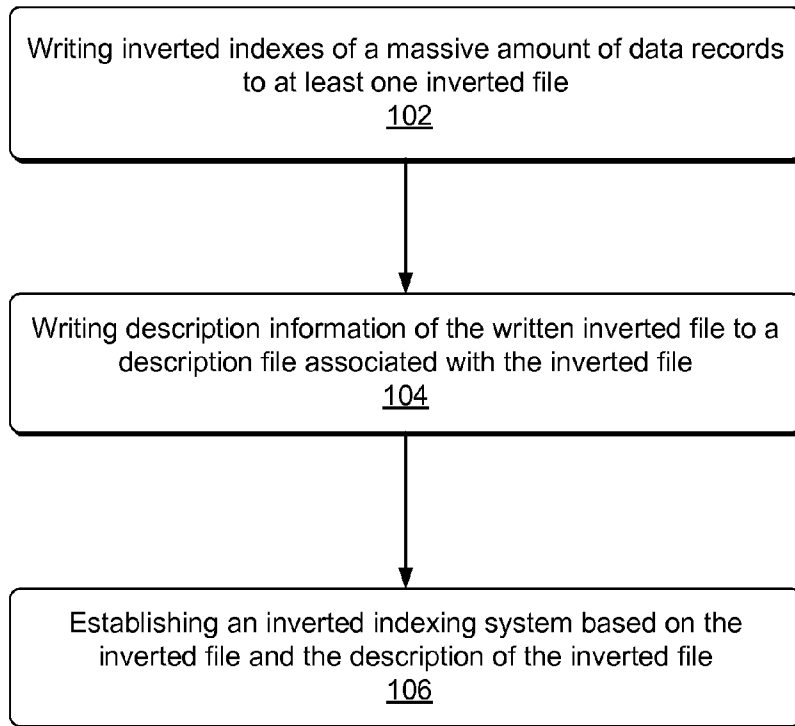 Writing inverted indexes of a massive amount of data records
to at least one inverted file
102
Writing description information of the written inverted file to a
description file associated with the inverted file
104
Establishing an inverted indexing system based on the
inverted file and the description of the inverted file
106